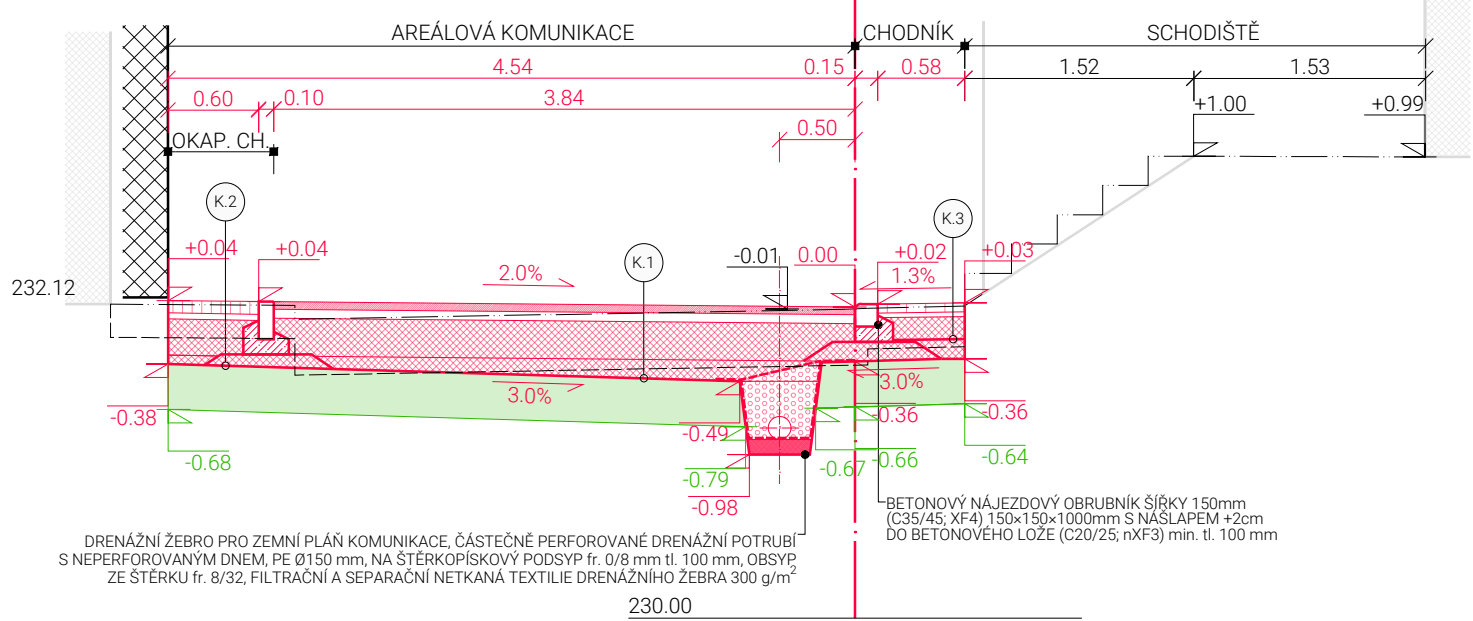 AREÁLOVÁ KOMUNIKACE CHODNÍK SCHODIŠTĚ
4.54 0.15 0.58 1.52 1.53
0.60 0.10 3.84 +1.00 +0.99
0.50
OKAP. CH.
K.2 K.3
+0.04 +0.04 K.1 -0.01 0.00 +0.02 +0.03
2.0% 1.3%
232.12
3.0% 3.0%
-0.38 -0.49 -0.36 -0.36
-0.68 -0.79 -0.67 -0.66 -0.64
-0.98
BETONOVÝ NÁJEZDOVÝ OBRUBNÍK ŠÍŘKY 150mm
(C35/45; XF4) 150×150×1000mm S NÁŠLAPEM +2cm
DO BETONOVÉHO LOŽE (C20/25; nXF3) min. tl. 100 mm
DRENÁŽNÍ ŽEBRO PRO ZEMNÍ PLÁŇ KOMUNIKACE, ČÁSTEČNĚ PERFOROVANÉ DRENÁŽNÍ POTRUBÍ
S NEPERFOROVANÝM DNEM, PE Ø150 mm, NA ŠTĚRKOPÍSKOVÝ PODSYP fr. 0/8 mm tl. 100 mm, OBSYP
ZE ŠTĚRKU fr. 8/32, FILTRAČNÍ A SEPARAČNÍ NETKANÁ TEXTILIE DRENÁŽNÍHO ŽEBRA 300 g/m²
230.00